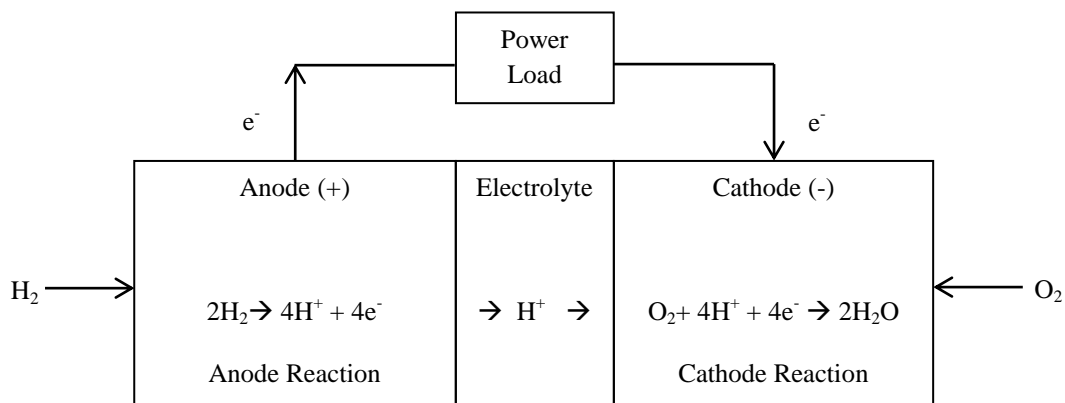 Power
Load
e⁻
e⁻
Anode (+)
Electrolyte
Cathode (-)
H₂
2H₂→ 4H⁺ + 4e⁻
→ H⁺ →
O₂+ 4H⁺ + 4e⁻ → 2H₂O
O₂
Anode Reaction
Cathode Reaction